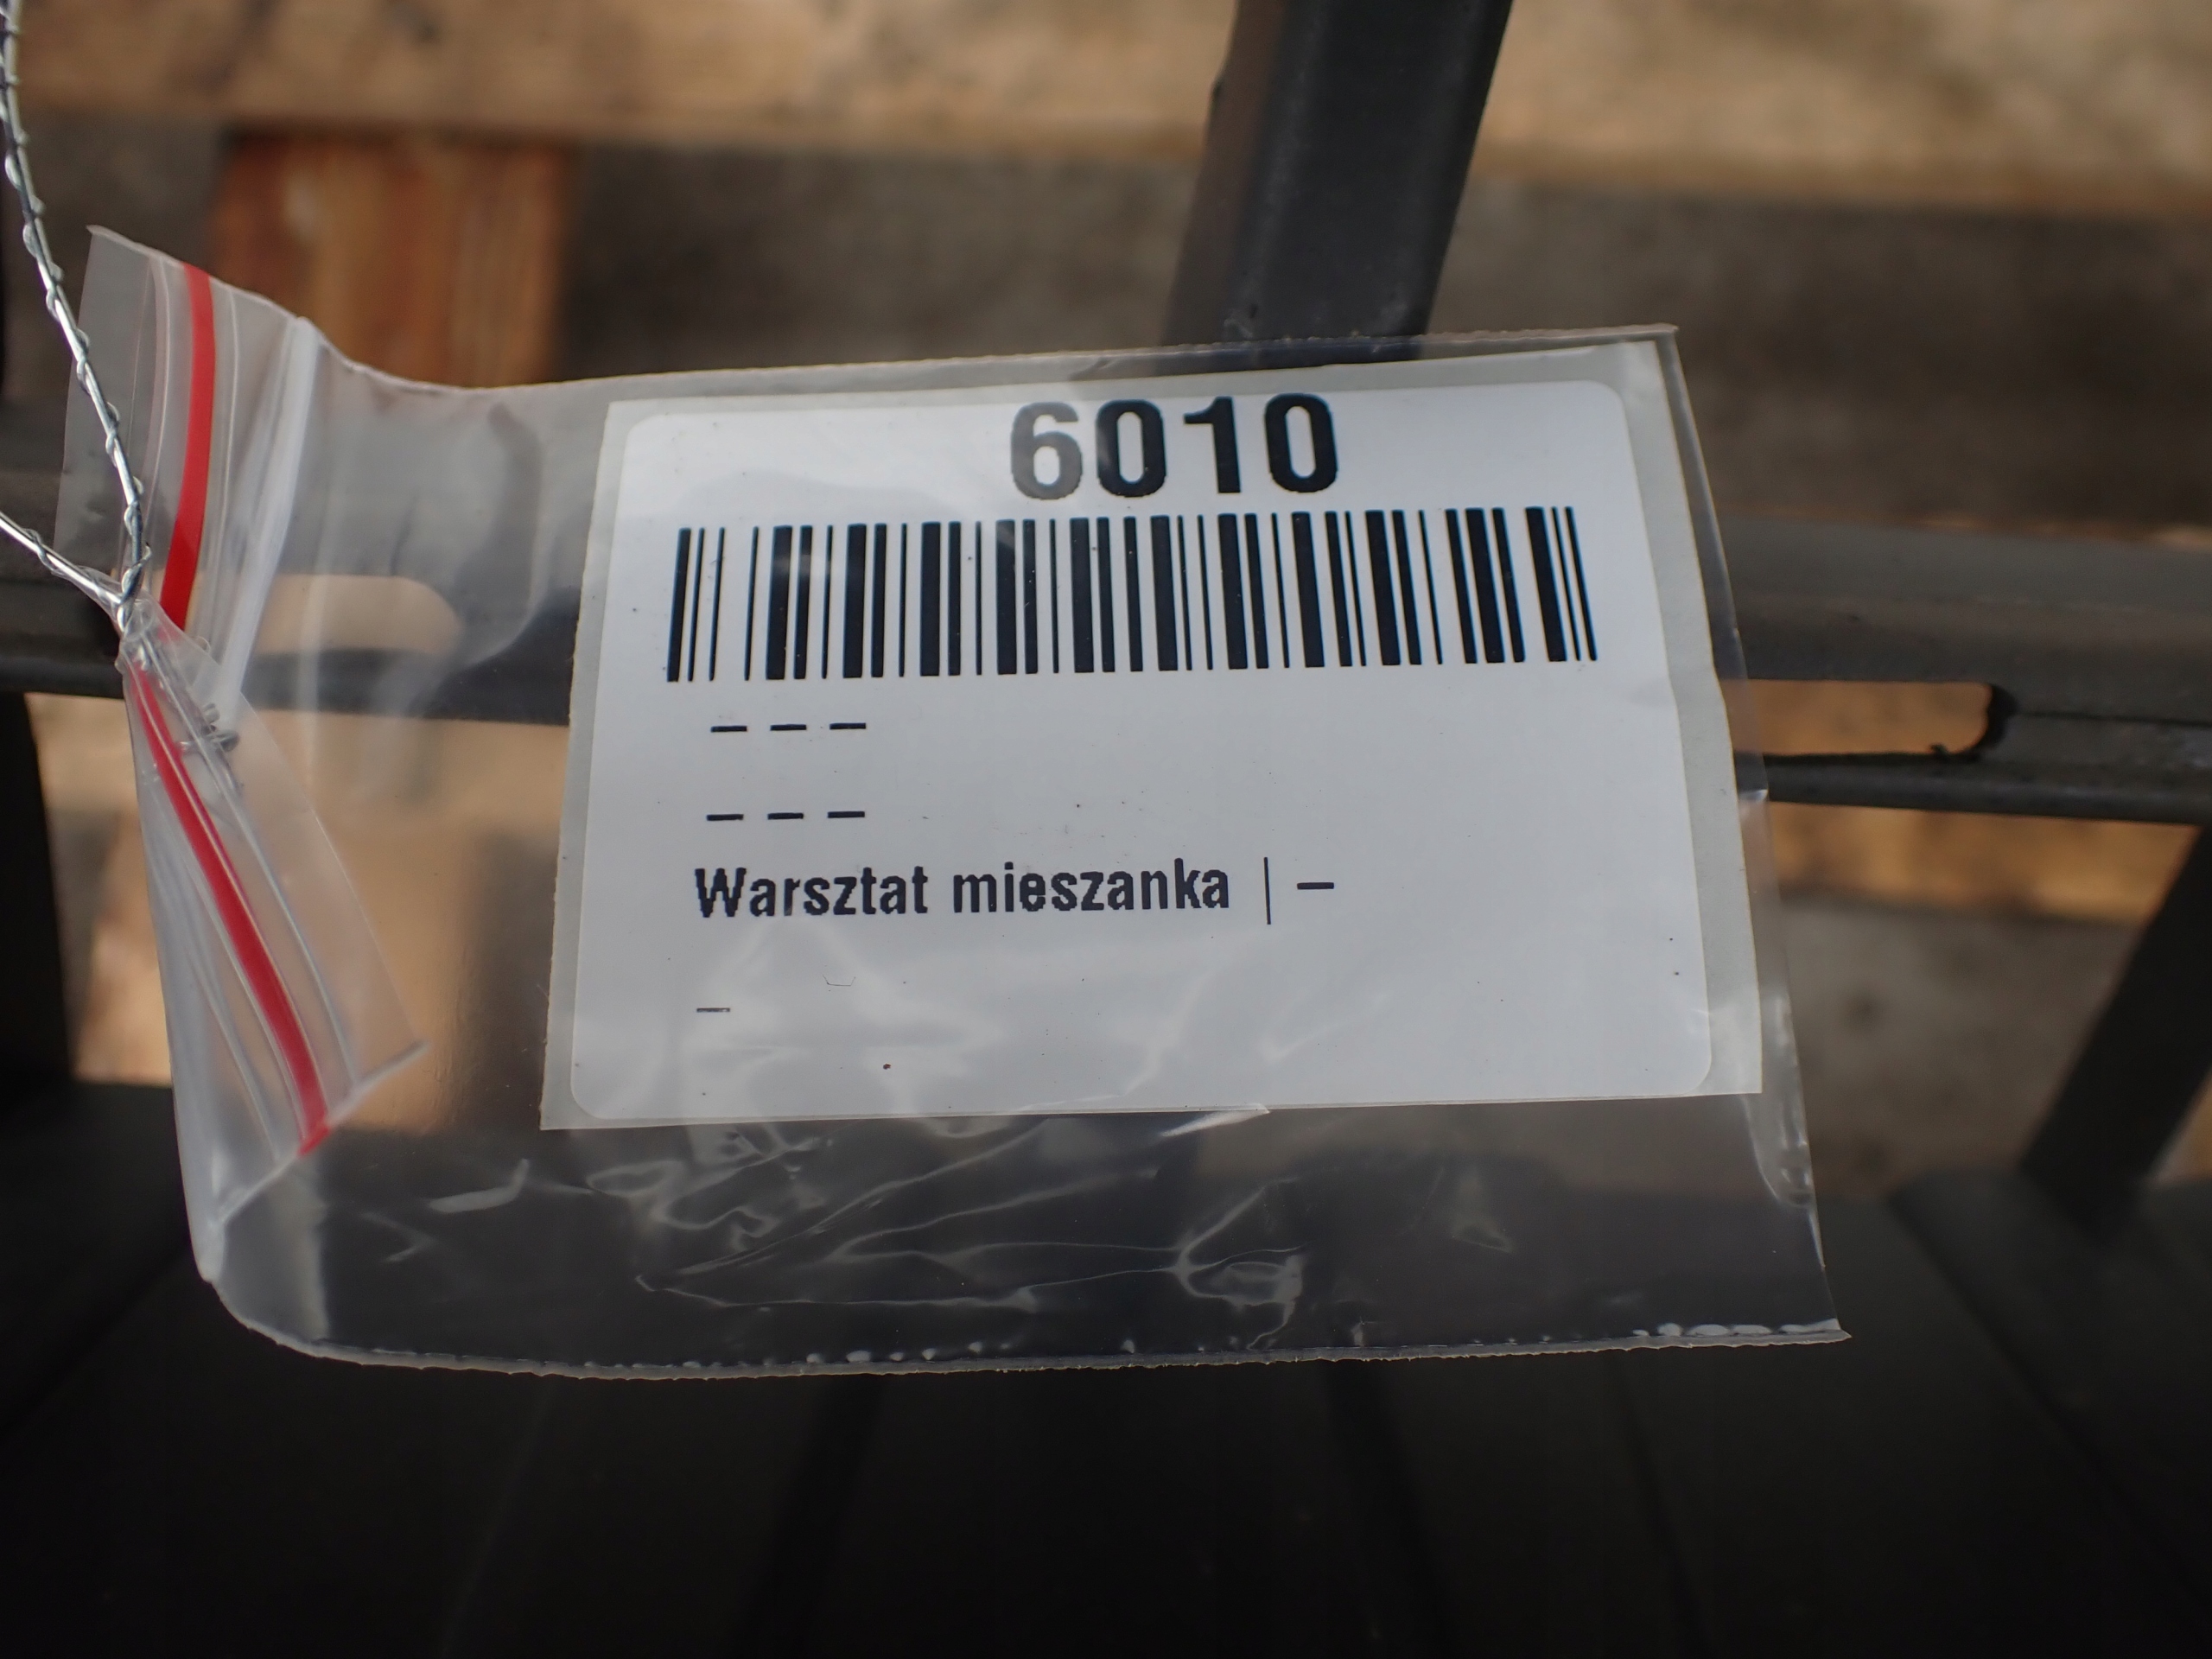 6010
– – –
– – –
Warsztat mieszanka | –
–